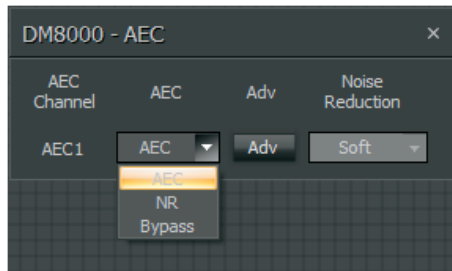 DM8000 - AEC ×
AEC Channel AEC Adv Noise Reduction
AEC1 AEC Adv Soft
AEC
NR
Bypass